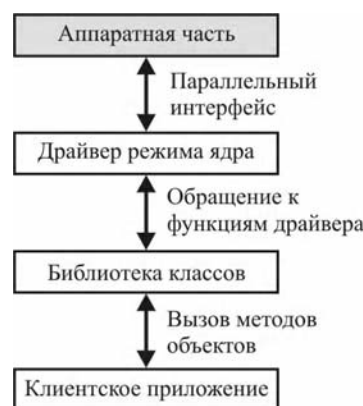 Аппаратная часть
Параллельный
интерфейс
Драйвер режима ядра
Обращение к
функциям драйвера
Библиотека классов
Вызов методов
объектов
Клиентское приложение